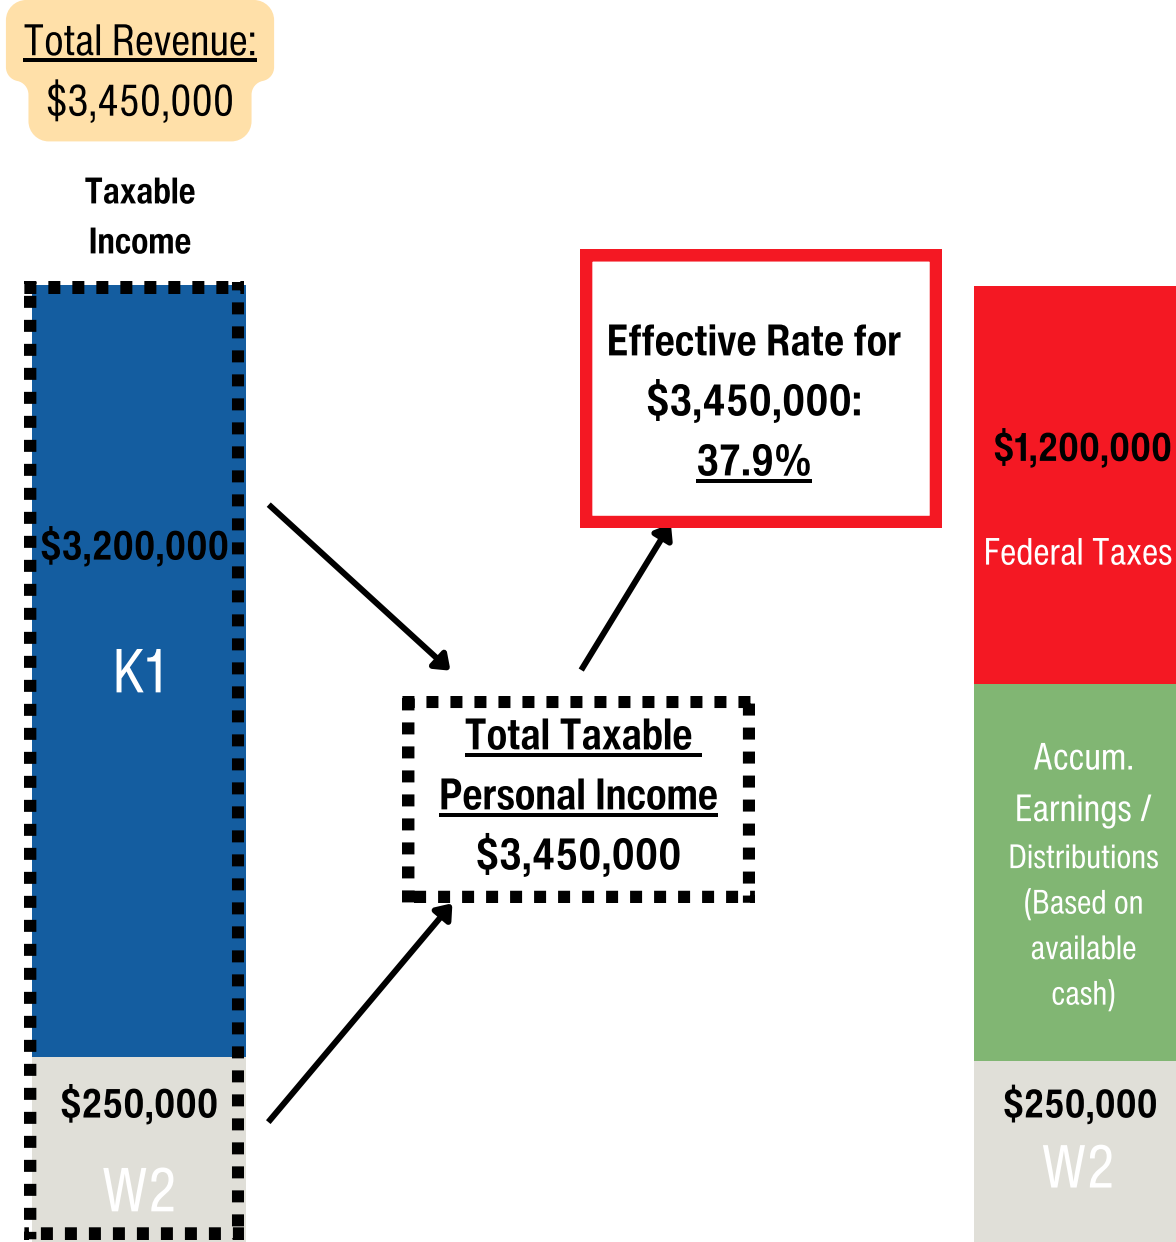 Total Revenue:
$3,450,000
Taxable
Income
$3,200,000
K1
$250,000
W2
Total Taxable
Personal Income
$3,450,000
Effective Rate for
$3,450,000:
37.9%
$1,200,000
Federal Taxes
Accum.
Earnings /
Distributions
(Based on
available
cash)
$250,000
W2